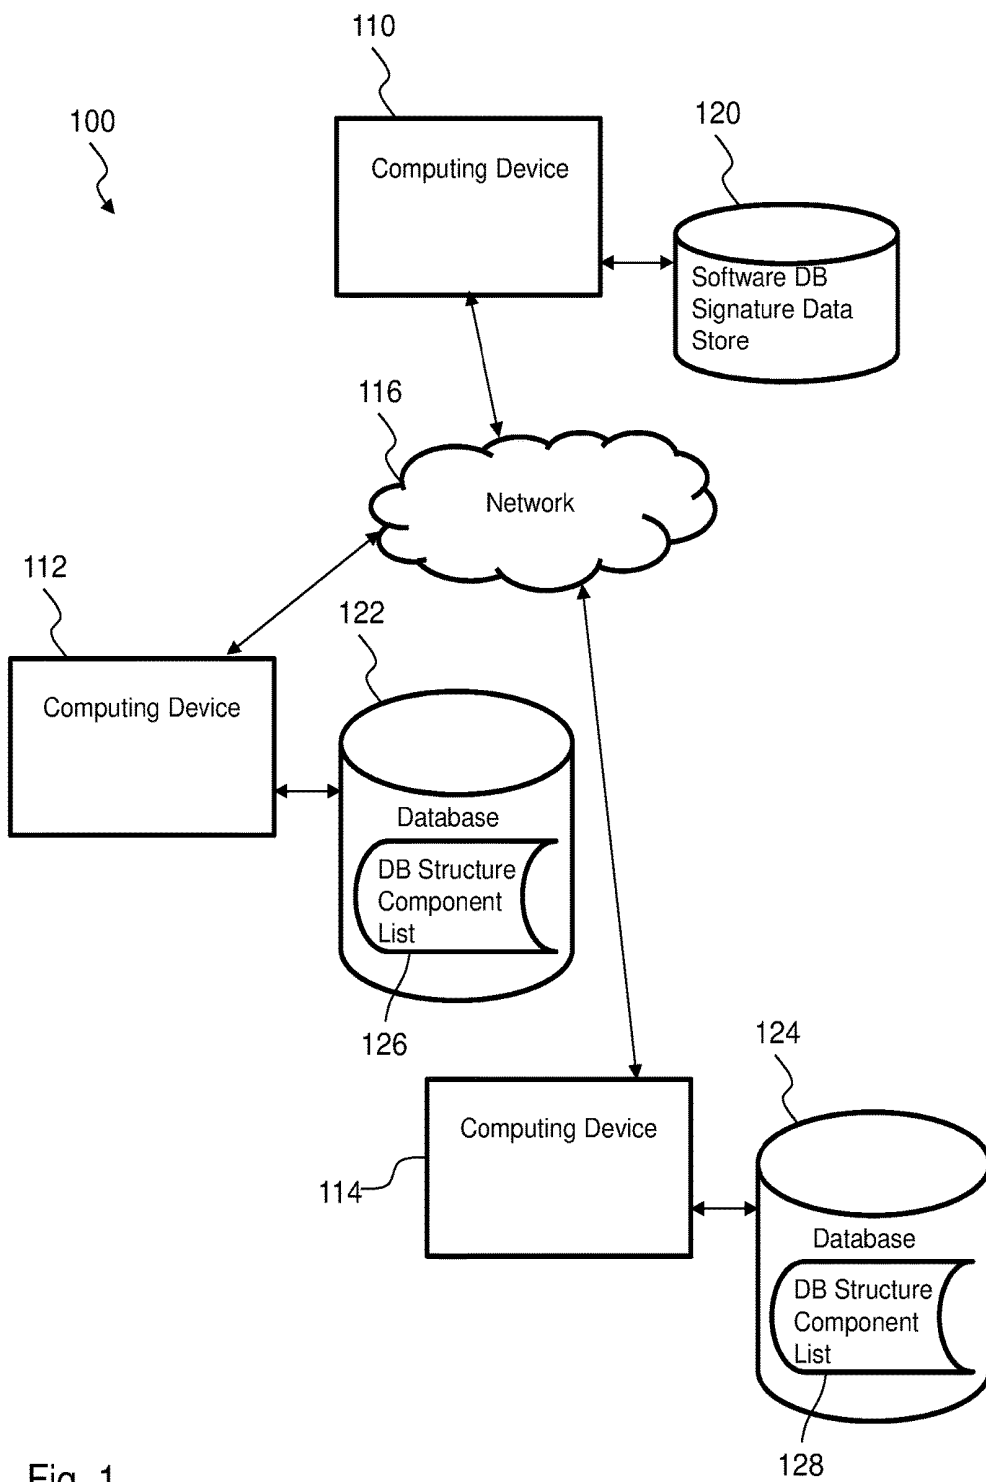 110
100
120
Computing Device
Software DB
Signature Data
Store
116
Network
112
122
Computing Device
Database
DB Structure
Component
List
126
124
Computing Device
114
Database
DB Structure
Component
List
128
Fig. 1